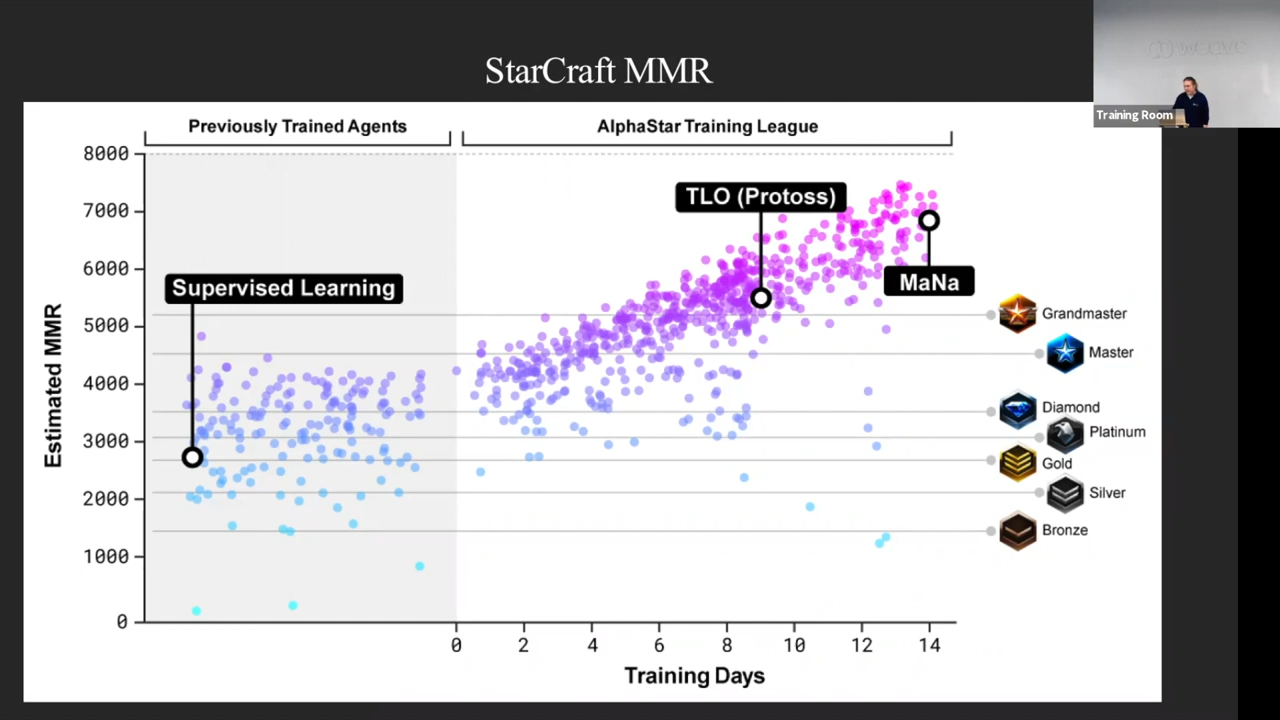 StarCraft MMR
Training Room
Previously Trained Agents
AlphaStar Training League
8000
7000
6000
5000
4000
3000
2000
1000
0
Estimated MMR
TLO (Protoss)
Supervised Learning
MaNa
Grandmaster
Master
Diamond
Platinum
Gold
Silver
Bronze
0 2 4 6 8 10 12 14
Training Days